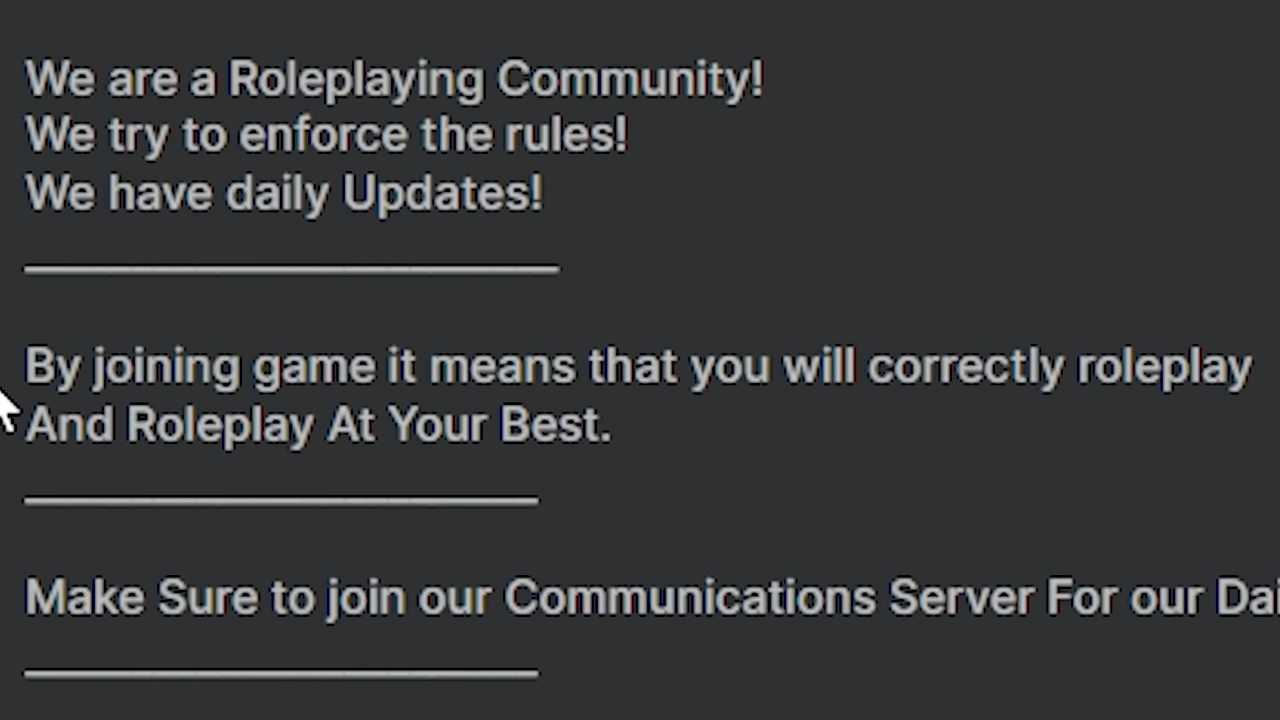 We are a Roleplaying Community!
We try to enforce the rules!
We have daily Updates!
By joining game it means that you will correctly roleplay
And Roleplay At Your Best.
Make Sure to join our Communications Server For our